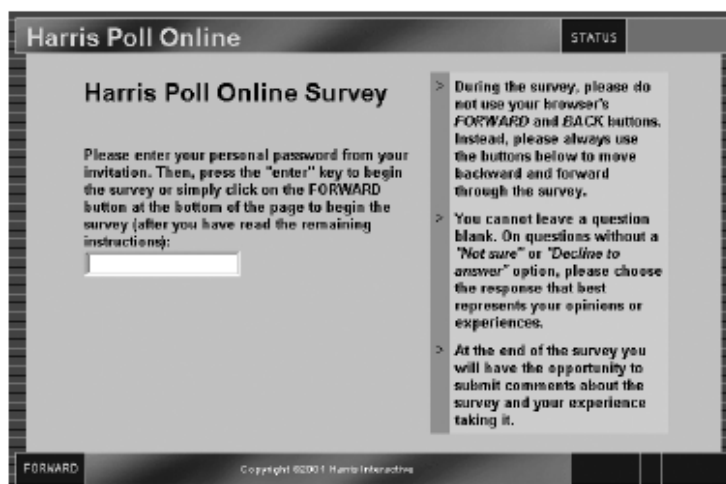 Harris Poll Online
STATUS
Harris Poll Online Survey
Please enter your personal password from your
invitation. Then, press the "enter" key to begin
the survey or simply click on the FORWARD
button at the bottom of the page to begin the
survey (after you have read the remaining
instructions):
> During the survey, please do
not use your browser's
FORWARD and BACK buttons.
Instead, please always use
the buttons below to move
backward and forward
through the survey.
> You cannot leave a question
blank. On questions without a
"Not sure" or "Decline to
answer" option, please choose
the response that best
represents your opinions or
experiences.
> At the end of the survey you
will have the opportunity to
submit comments about the
survey and your experience
taking it.
FORWARD
Copyright ©2001 Harris Interactive